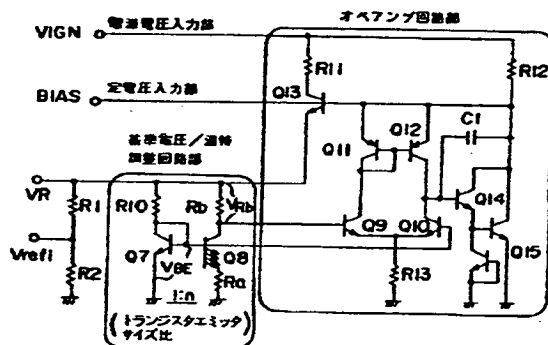 オペアンプ回路部
VIGN
電源電圧入力部
R11
R12
BIAS
定電圧入力部
Q13
C1
基準電圧/温特
調整回路部
Q11
Q12
VR
R1
R10
Rb
VRb
Q14
Vrefi
Q9
Q10
Q7
Q8
R2
VBE
Ra
R13
Q15
1:n
(トランジスタエミッタ
サイズ比)